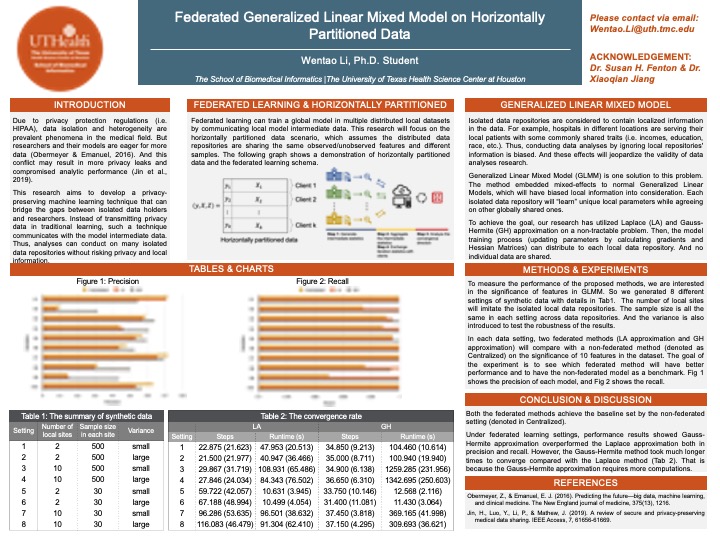 UTHealth
The University of Texas
Health Science Center at Houston
School of Biomedical
Informatics
Federated Generalized Linear Mixed Model on Horizontally
Partitioned Data
Wentao Li, Ph.D. Student
The School of Biomedical Informatics |The University of Texas Health Science Center at Houston
Please contact via email:
Wentao.Li@uth.tmc.edu
ACKNOWLEDGEMENT:
Dr. Susan H. Fenton & Dr.
Xiaoqian Jiang
INTRODUCTION
Due to privacy protection regulations (i.e.
HIPAA), data isolation and heterogeneity are
prevalent phenomena in the medical field. But
researchers and their models are eager for more
data (Obermeyer & Emanuel, 2016). And this
conflict may result in more privacy leaks and
compromised analytic performance (Jin et al.,
2019).
This research aims to develop a privacy-
preserving machine learning technique that can
bridge the gaps between isolated data holders
and researchers. Instead of transmitting privacy
data in traditional learning, such a technique
communicates with the model intermediate data.
Thus, analyses can conduct on many isolated
data repositories without risking privacy and local
information.
FEDERATED LEARNING & HORIZONTALLY PARTITIONED
Federated learning can train a global model in multiple distributed local datasets
by communicating local model intermediate data. This research will focus on the
horizontally partitioned data scenario, which assumes the distributed data
repositories are sharing the same observed/unobserved features and different
samples. The following graph shows a demonstration of horizontally partitioned
data and the federated learning schema.
(y, X, Z) =
y₁ X₁ Client 1
y₂ X₂ Client 2
yₖ Xₖ Client k
Horizontally partitioned data
GLMM
GENERALIZED LINEAR MIXED MODEL
Isolated data repositories are considered to contain localized information
in the data. For example, hospitals in different locations are serving their
local patients with some commonly shared traits (i.e. incomes, education,
race, etc.). Thus, conducting data analyses by ignoring local repositories'
information is biased. And these effects will jeopardize the validity of data
analyses research.
Generalized Linear Mixed Model (GLMM) is one solution to this problem.
The method embedded mixed-effects to normal Generalized Linear
Models, which will have biased local information into consideration. Each
isolated data repository will "learn" unique local parameters while agreeing
on other globally shared ones.
To achieve the goal, our research has utilized Laplace (LA) and Gauss-
Hermite (GH) approximation on a non-tractable problem. Then, the model
training process (updating parameters by calculating gradients and
Hessian Matrices) can distribute to each local data repository. And no
individual data are shared.
TABLES & CHARTS
Figure 1: Precision
Figure 2: Recall
Table 1: The summary of synthetic data
Setting Number of local sites Sample size in each site Variance
1 2 500 small
2 2 500 large
3 10 500 small
4 10 500 large
5 2 30 small
6 2 30 large
7 10 30 small
8 10 30 large
Table 2: The convergence rate
LA GH
Setting Steps Runtime (s) Steps Runtime (s)
1 22.875 (21.623) 47.953 (20.513) 34.850 (9.213) 104.460 (10.614)
2 21.500 (21.977) 40.947 (36.466) 35.000 (8.711) 100.940 (19.940)
3 29.867 (31.719) 108.931 (65.486) 34.900 (6.138) 1259.285 (231.956)
4 27.846 (24.034) 84.343 (76.502) 36.650 (6.310) 1342.695 (250.603)
5 59.722 (42.057) 10.631 (3.945) 33.750 (10.146) 12.568 (2.116)
6 67.188 (48.994) 10.499 (4.054) 31.400 (11.081) 11.430 (3.064)
7 96.286 (53.635) 96.501 (38.632) 37.450 (3.818) 369.165 (41.998)
8 116.083 (46.479) 91.304 (62.410) 37.150 (4.295) 309.693 (36.621)
METHODS & EXPERIMENTS
To measure the performance of the proposed methods, we are interested
in the significance of features in GLMM. So we generated 8 different
settings of synthetic data with details in Tab1. The number of local sites
will imitate the isolated local data repositories. The sample size is all the
same in each setting across data repositories. And the variance is also
introduced to test the robustness of the results.
In each data setting, two federated methods (LA approximation and GH
approximation) will compare with a non-federated method (denoted as
Centralized) on the significance of 10 features in the dataset. The goal of
the experiment is to see which federated method will have better
performance and to have the non-federated model as a benchmark. Fig 1
shows the precision of each model, and Fig 2 shows the recall.
CONCLUSION & DISCUSSION
Both the federated methods achieve the baseline set by the non-federated
setting (denoted in Centralized).
Under federated learning settings, performance results showed Gauss-
Hermite approximation overperformed the Laplace approximation both in
precision and recall. However, the Gauss-Hermite method took much longer
times to converge compared with the Laplace method (Tab 2). That is
because the Gauss-Hermite approximation requires more computations.
REFERENCES
Obermeyer, Z., & Emanuel, E. J. (2016). Predicting the future—big data, machine learning,
and clinical medicine. The New England journal of medicine, 375(13), 1216.
Jin, H., Luo, Y., Li, P., & Mathew, J. (2019). A review of secure and privacy-preserving
medical data sharing. IEEE Access, 7, 61656-61669.